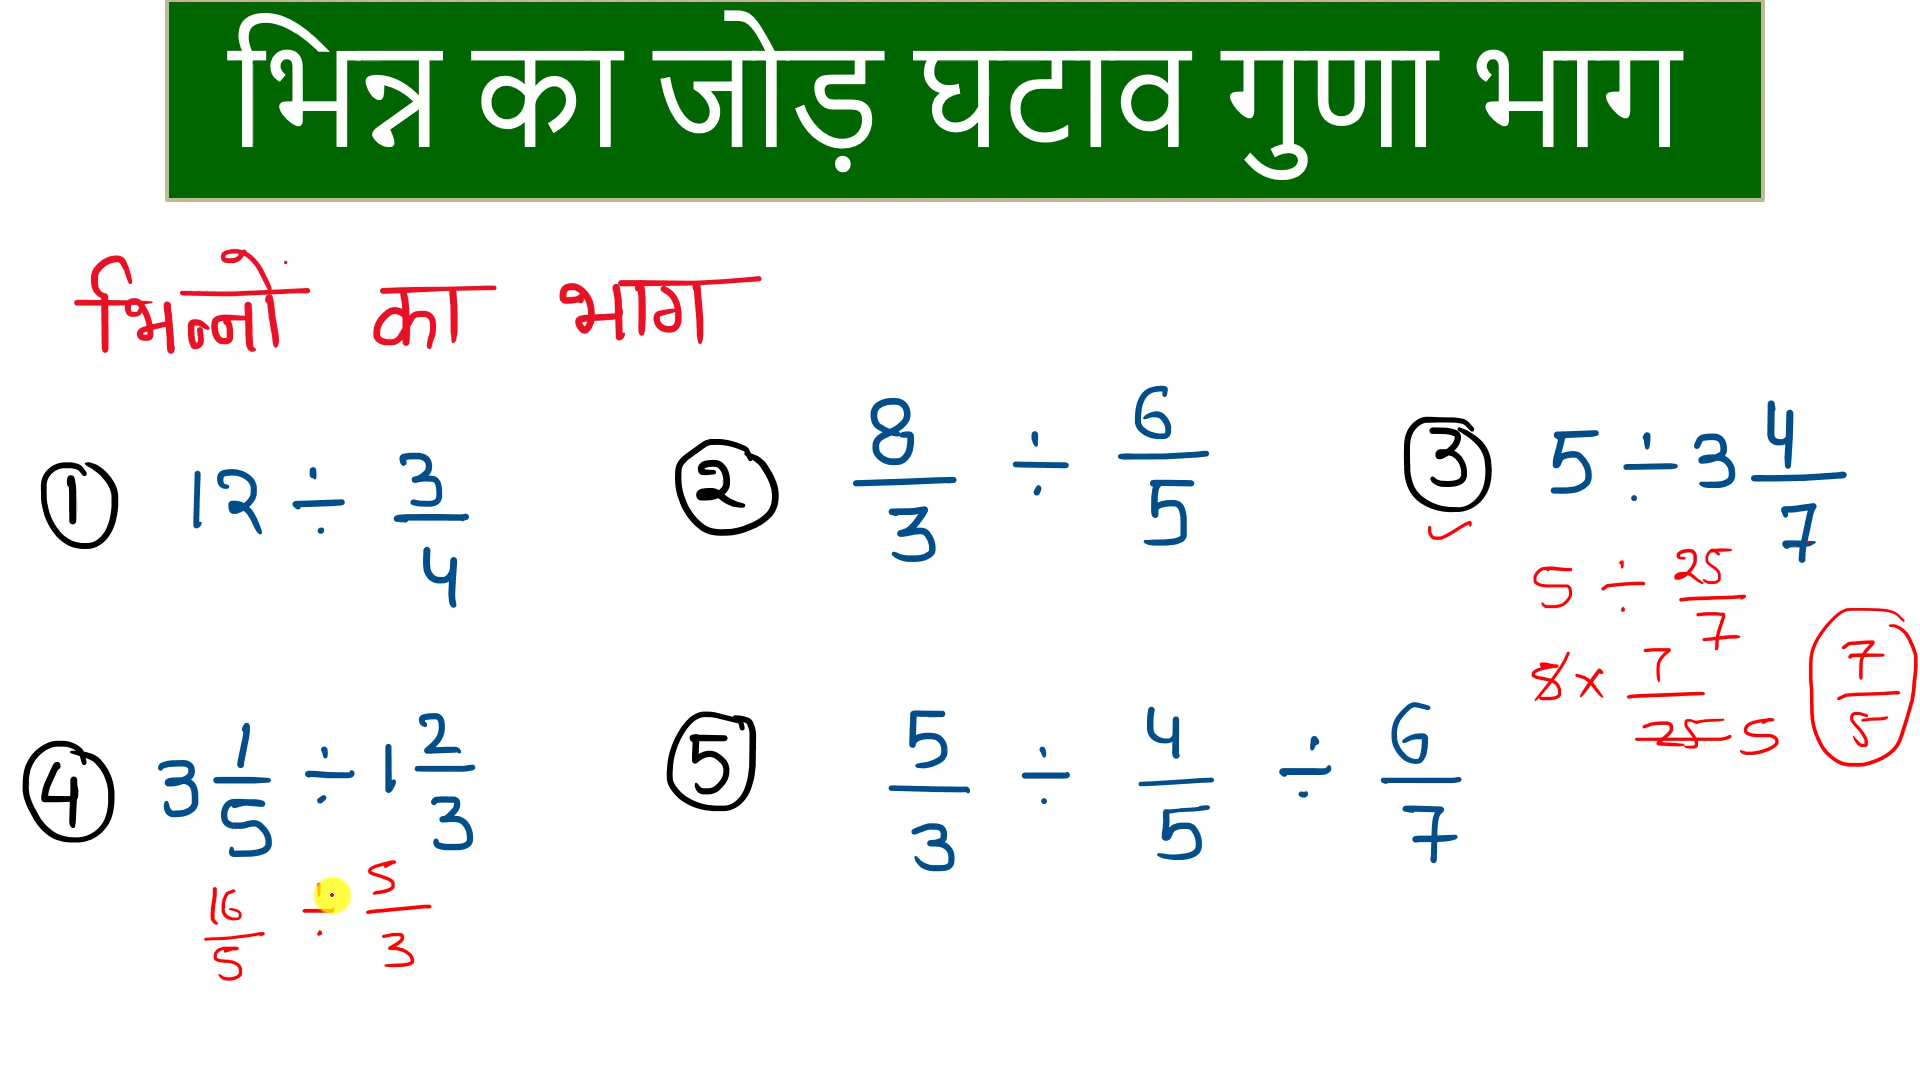 भिन्न का जोड़ घटाव गुणा भाग
भिन्नो का भाग
① 12 ÷ 3/4
② 8/3 ÷ 6/5
③ 5 ÷ 3 4/7
5 ÷ 25/7
5 × 7/25 5
7/5
④ 3 1/5 ÷ 1 2/3
16/5 ÷ 5/3
⑤ 5/3 ÷ 4/5 ÷ 6/7